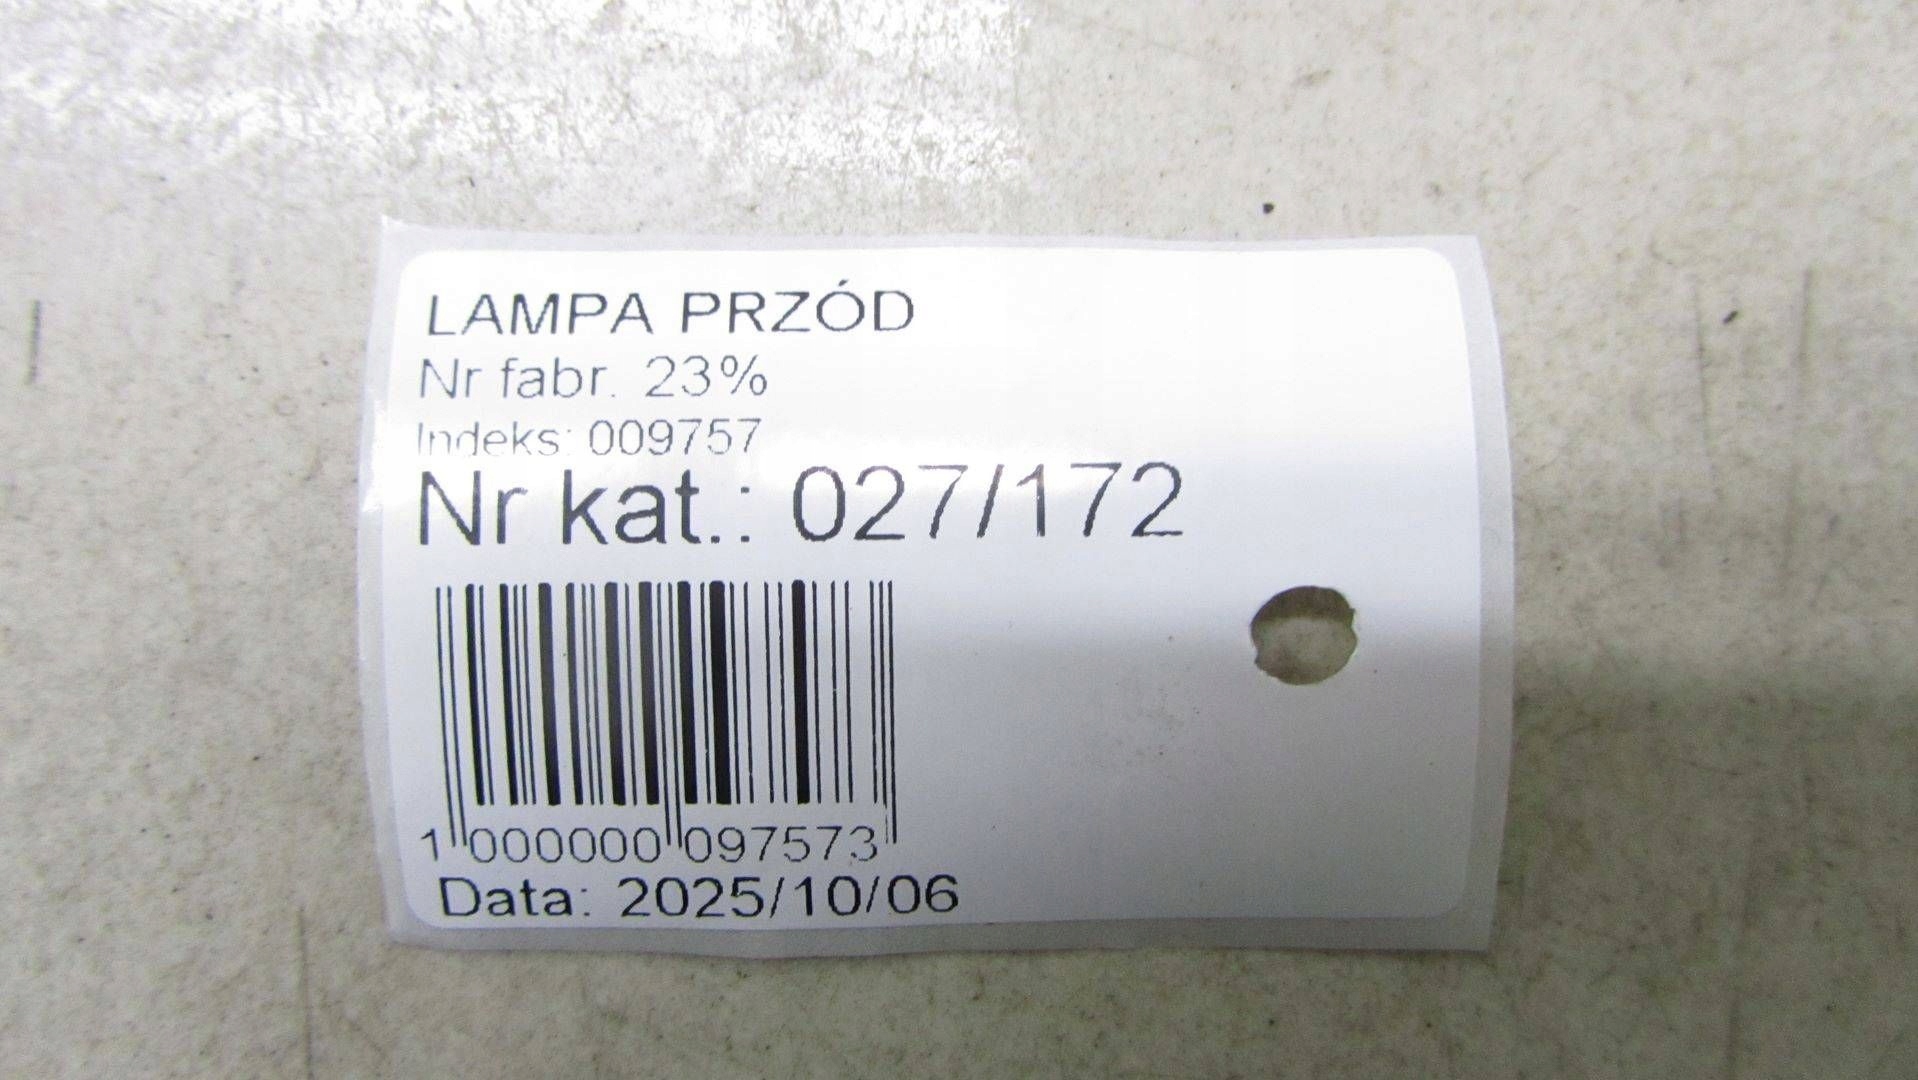 LAMPA PRZÓD
Nr fabr. 23%
Indeks: 009757
Nr kat.: 027/172
1 000000 097573
Data: 2025/10/06